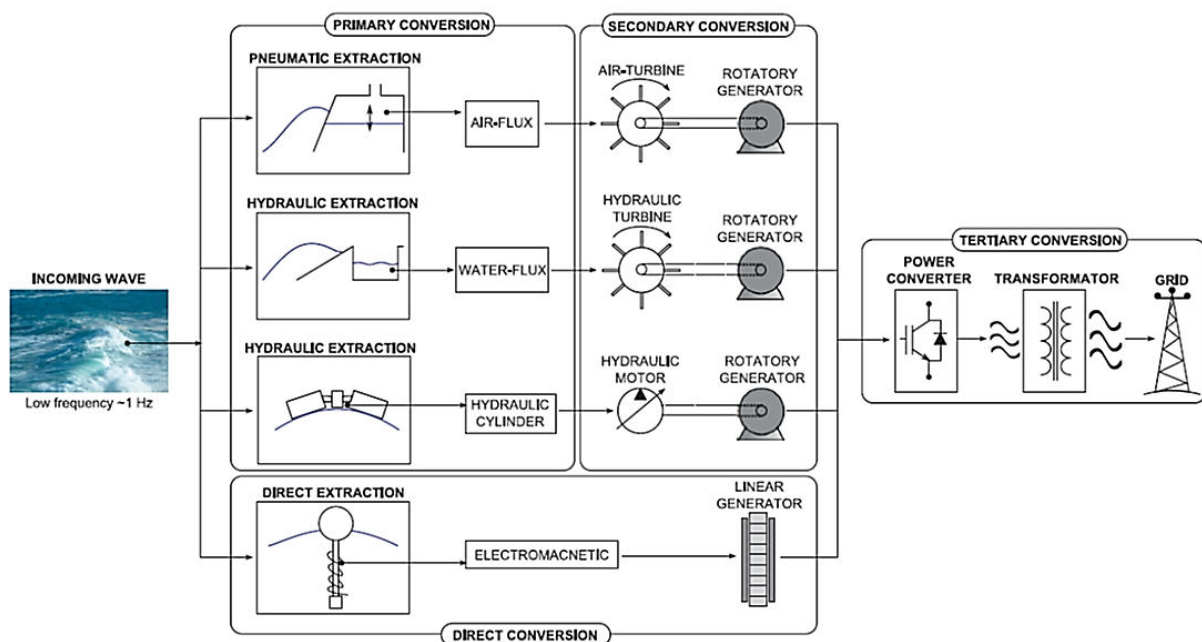 PRIMARY CONVERSION
SECONDARY CONVERSION
PNEUMATIC EXTRACTION
AIR-FLUX
AIR-TURBINE
ROTATORY
GENERATOR
HYDRAULIC EXTRACTION
WATER-FLUX
HYDRAULIC
TURBINE
ROTATORY
GENERATOR
INCOMING WAVE
Low frequency ~1 Hz
HYDRAULIC EXTRACTION
HYDRAULIC
CYLINDER
HYDRAULIC
MOTOR
ROTATORY
GENERATOR
DIRECT EXTRACTION
ELECTROMACNETIC
LINEAR
GENERATOR
DIRECT CONVERSION
TERTIARY CONVERSION
POWER
CONVERTER
TRANSFORMATOR
GRID